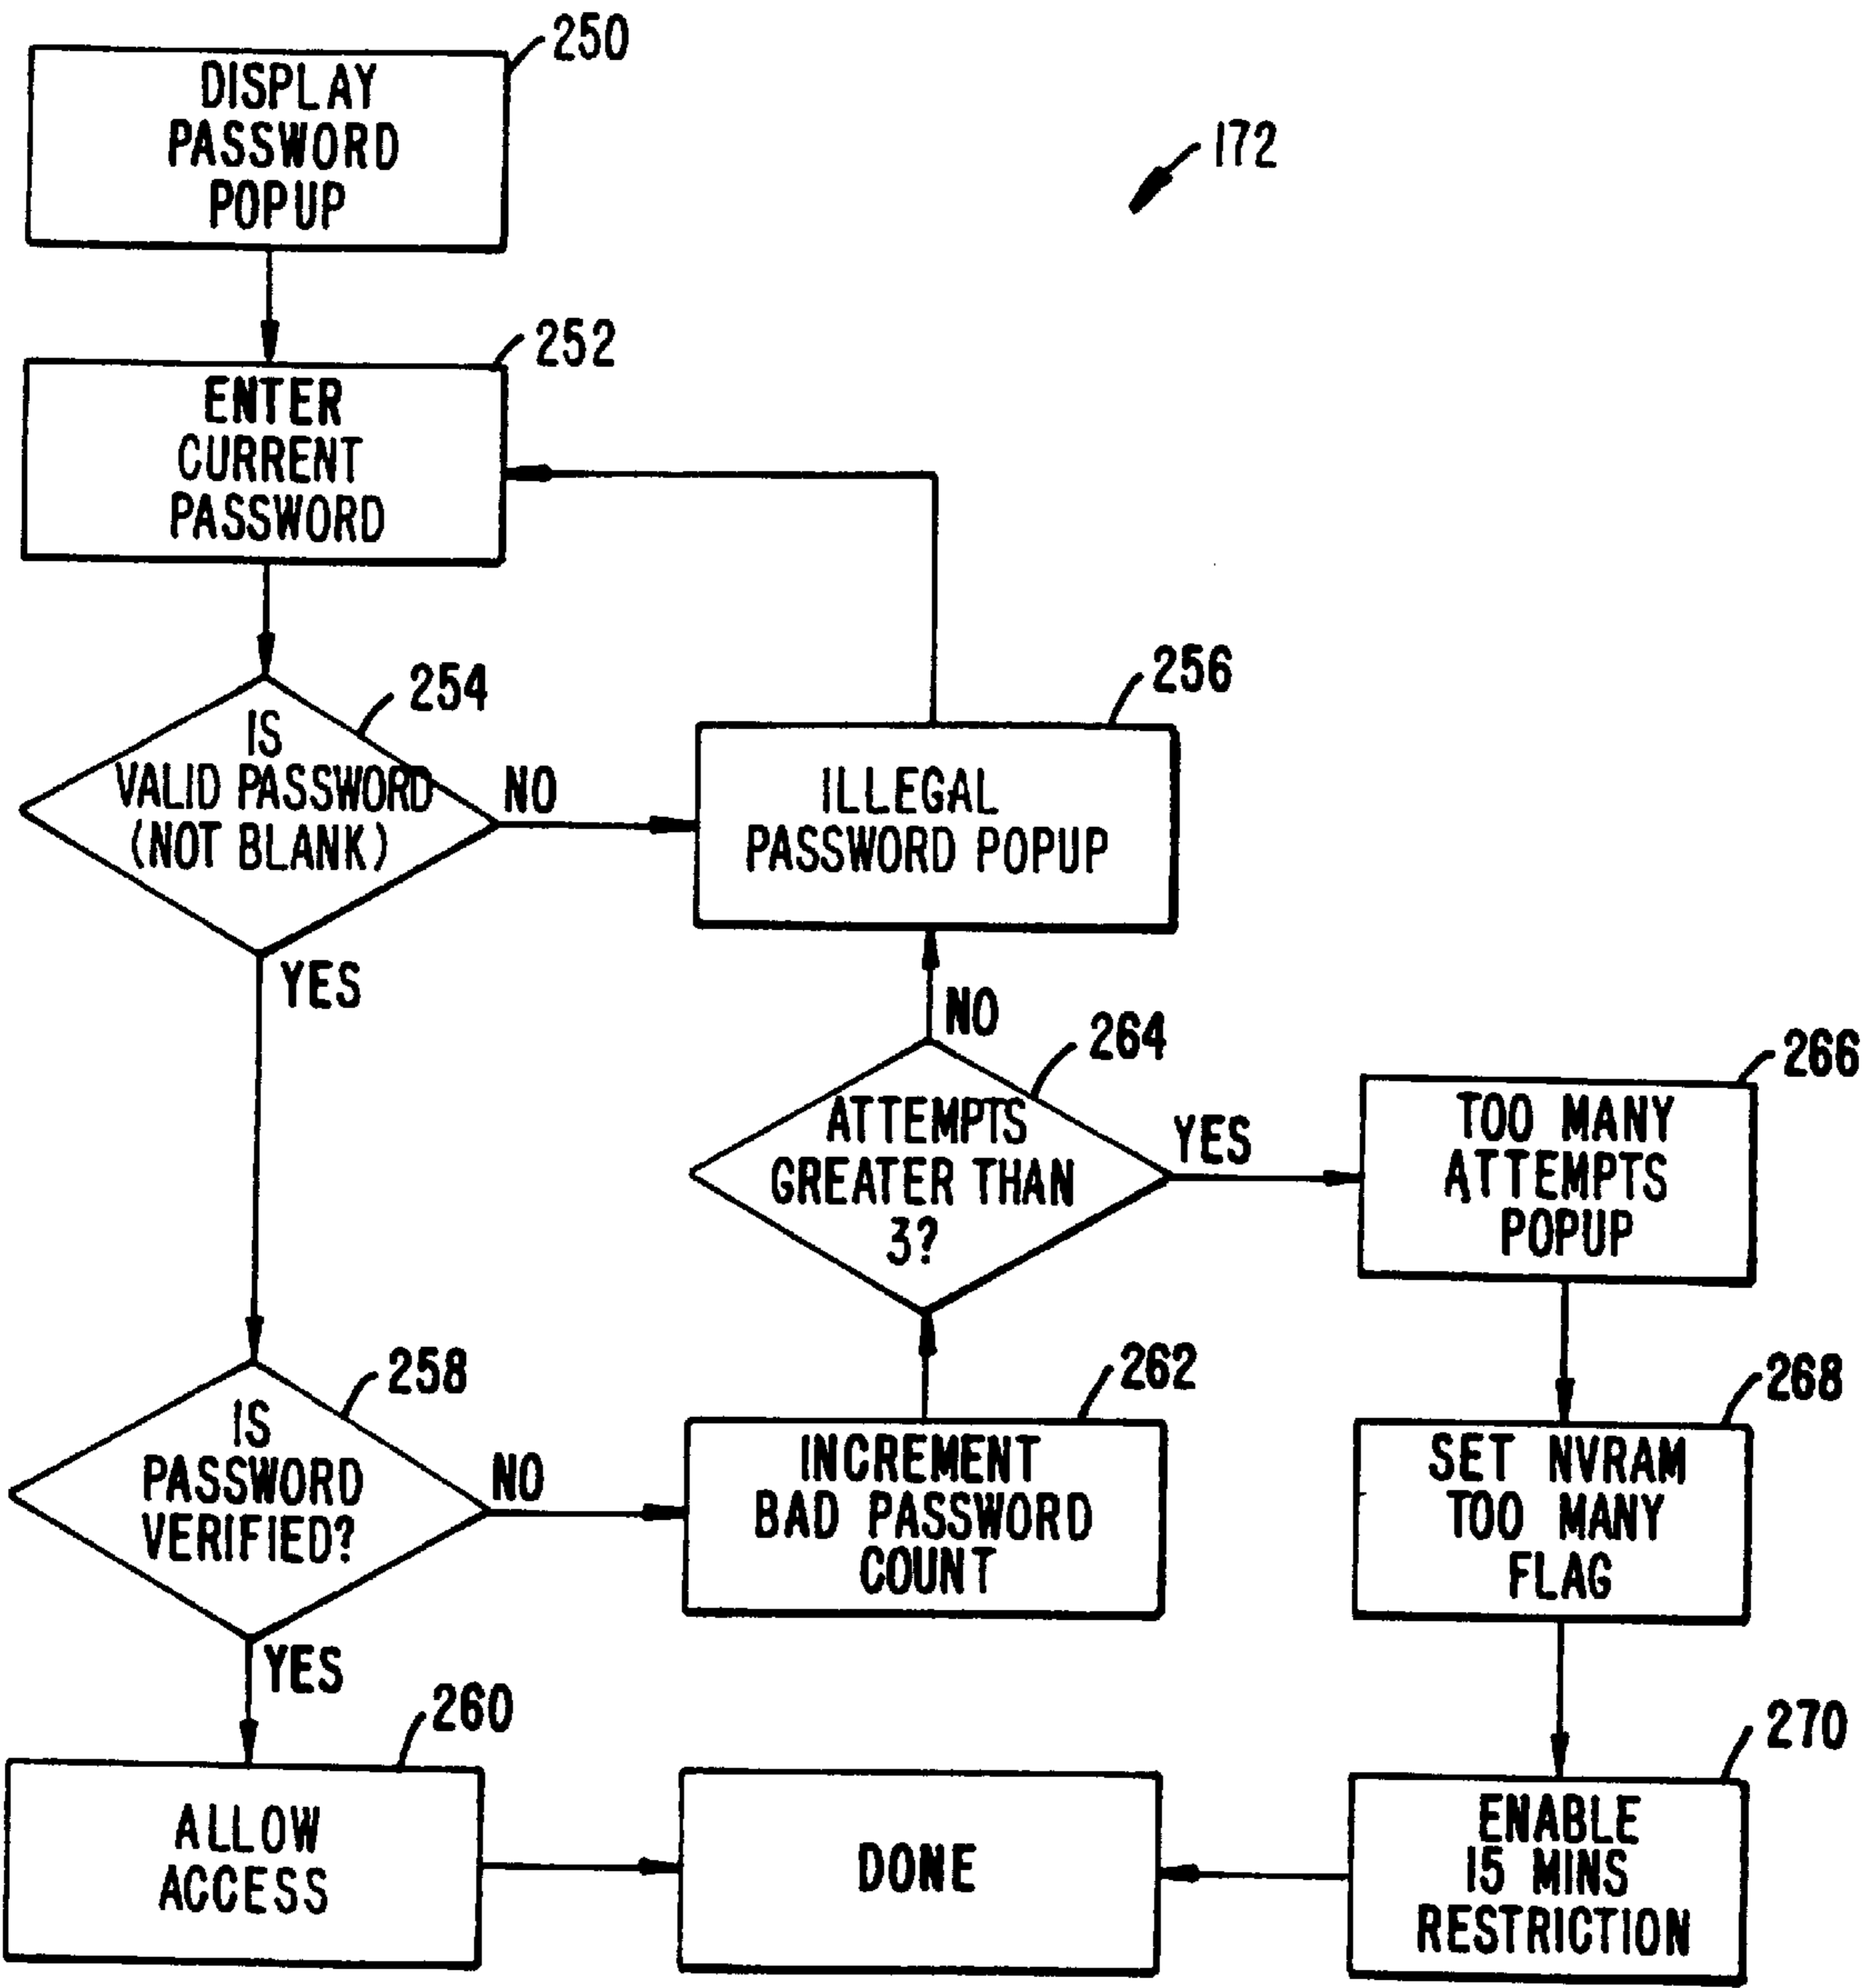 250
DISPLAY
PASSWORD
POPUP
172
252
ENTER
CURRENT
PASSWORD
254
IS
VALID PASSWORD
(NOT BLANK)
NO
YES
256
ILLEGAL
PASSWORD POPUP
NO
264
ATTEMPTS
GREATER THAN
3?
YES
266
TOO MANY
ATTEMPTS
POPUP
258
IS
PASSWORD
VERIFIED?
NO
YES
262
INCREMENT
BAD PASSWORD
COUNT
268
SET NVRAM
TOO MANY
FLAG
260
ALLOW
ACCESS
DONE
270
ENABLE
15 MINS
RESTRICTION